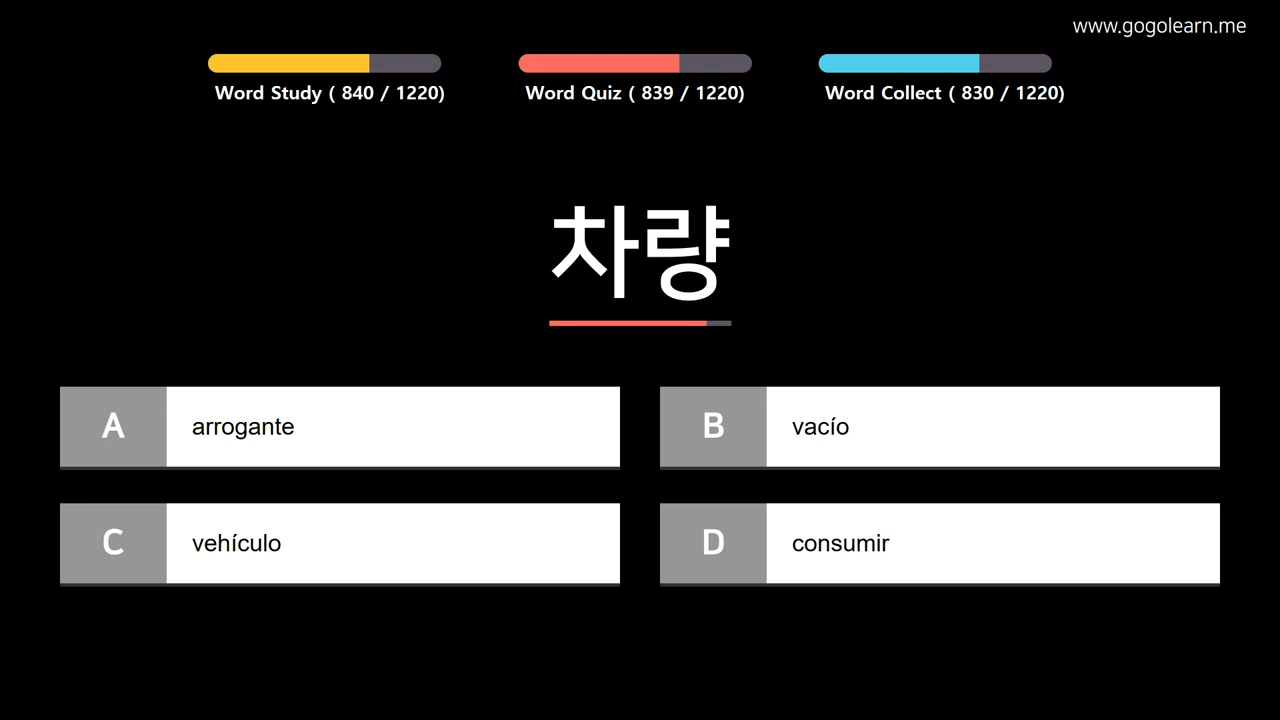 www.gogolearn.me
Word Study ( 840 / 1220)
Word Quiz ( 839 / 1220)
Word Collect ( 830 / 1220)
차량
A arrogante
B vacío
C vehículo
D consumir